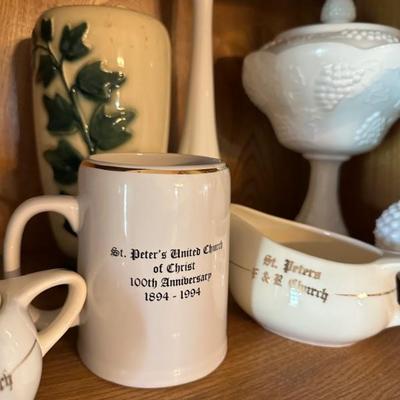 St. Peter's United Church
of Christ
100th Anniversary
1894 - 1994
St. Peters
E & R Church